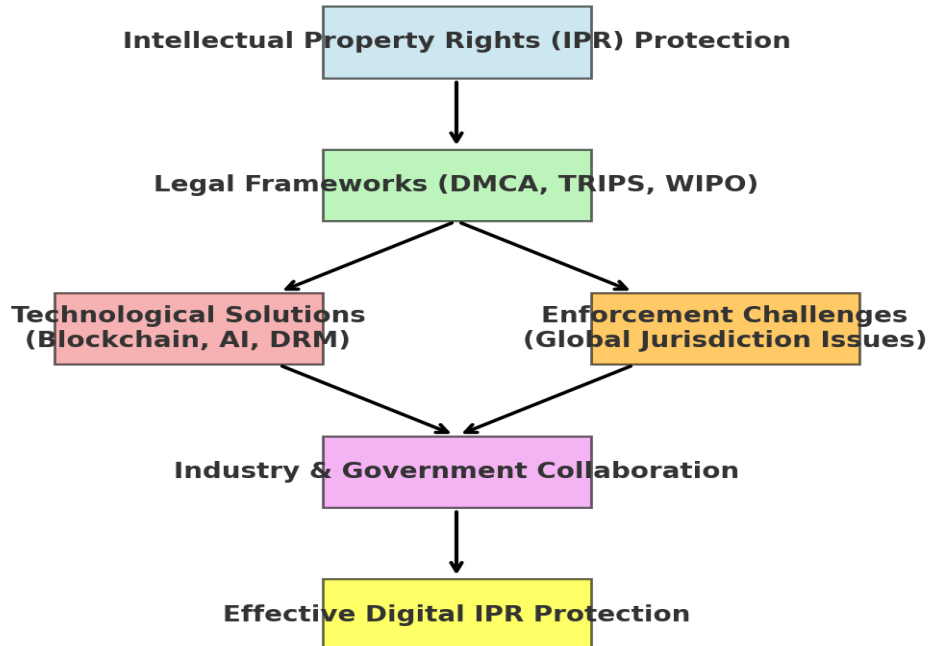 Intellectual Property Rights (IPR) Protection
Legal Frameworks (DMCA, TRIPS, WIPO)
Technological Solutions
(Blockchain, AI, DRM)
Enforcement Challenges
(Global Jurisdiction Issues)
Industry & Government Collaboration
Effective Digital IPR Protection